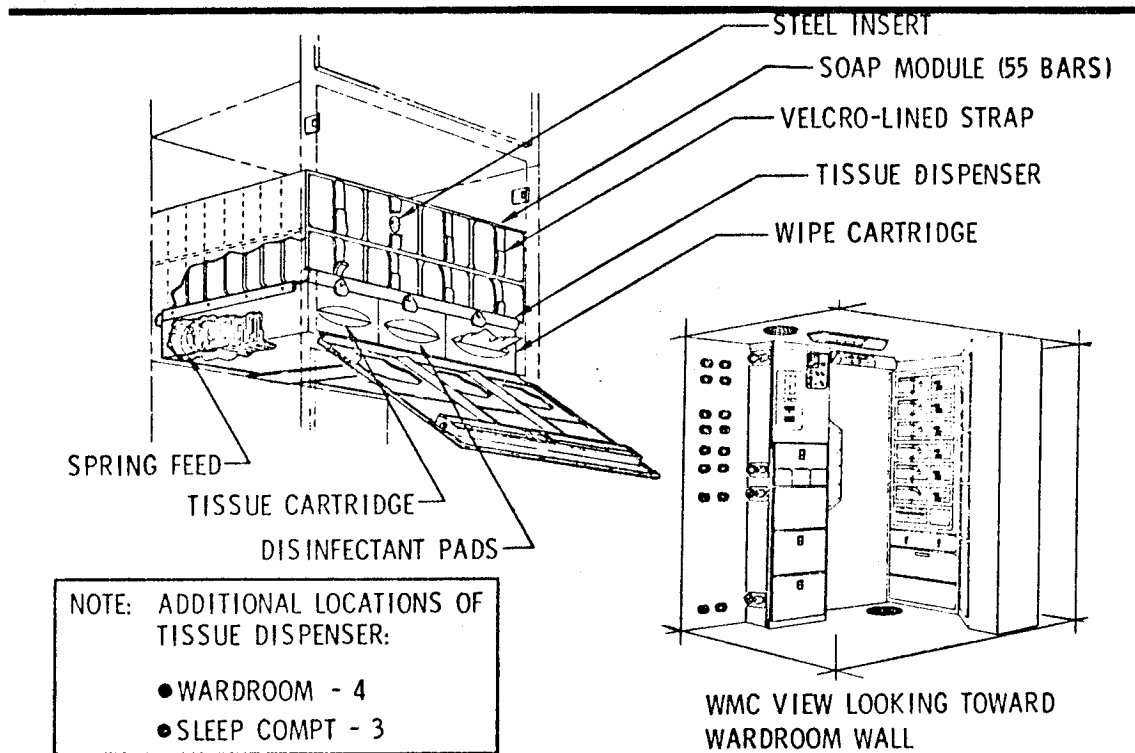 STEEL INSERT
SOAP MODULE (55 BARS)
VELCRO-LINED STRAP
TISSUE DISPENSER
WIPE CARTRIDGE
SPRING FEED
TISSUE CARTRIDGE
DISINFECTANT PADS
NOTE: ADDITIONAL LOCATIONS OF
TISSUE DISPENSER:
● WARDROOM - 4
● SLEEP COMPT - 3
WMC VIEW LOOKING TOWARD
WARDROOM WALL